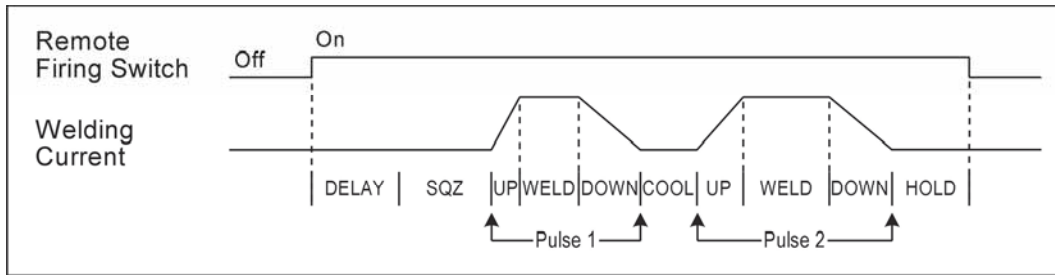 Remote
Firing Switch
Off
On
Welding
Current
DELAY SQZ UP WELD DOWN COOL UP WELD DOWN HOLD
Pulse 1 Pulse 2